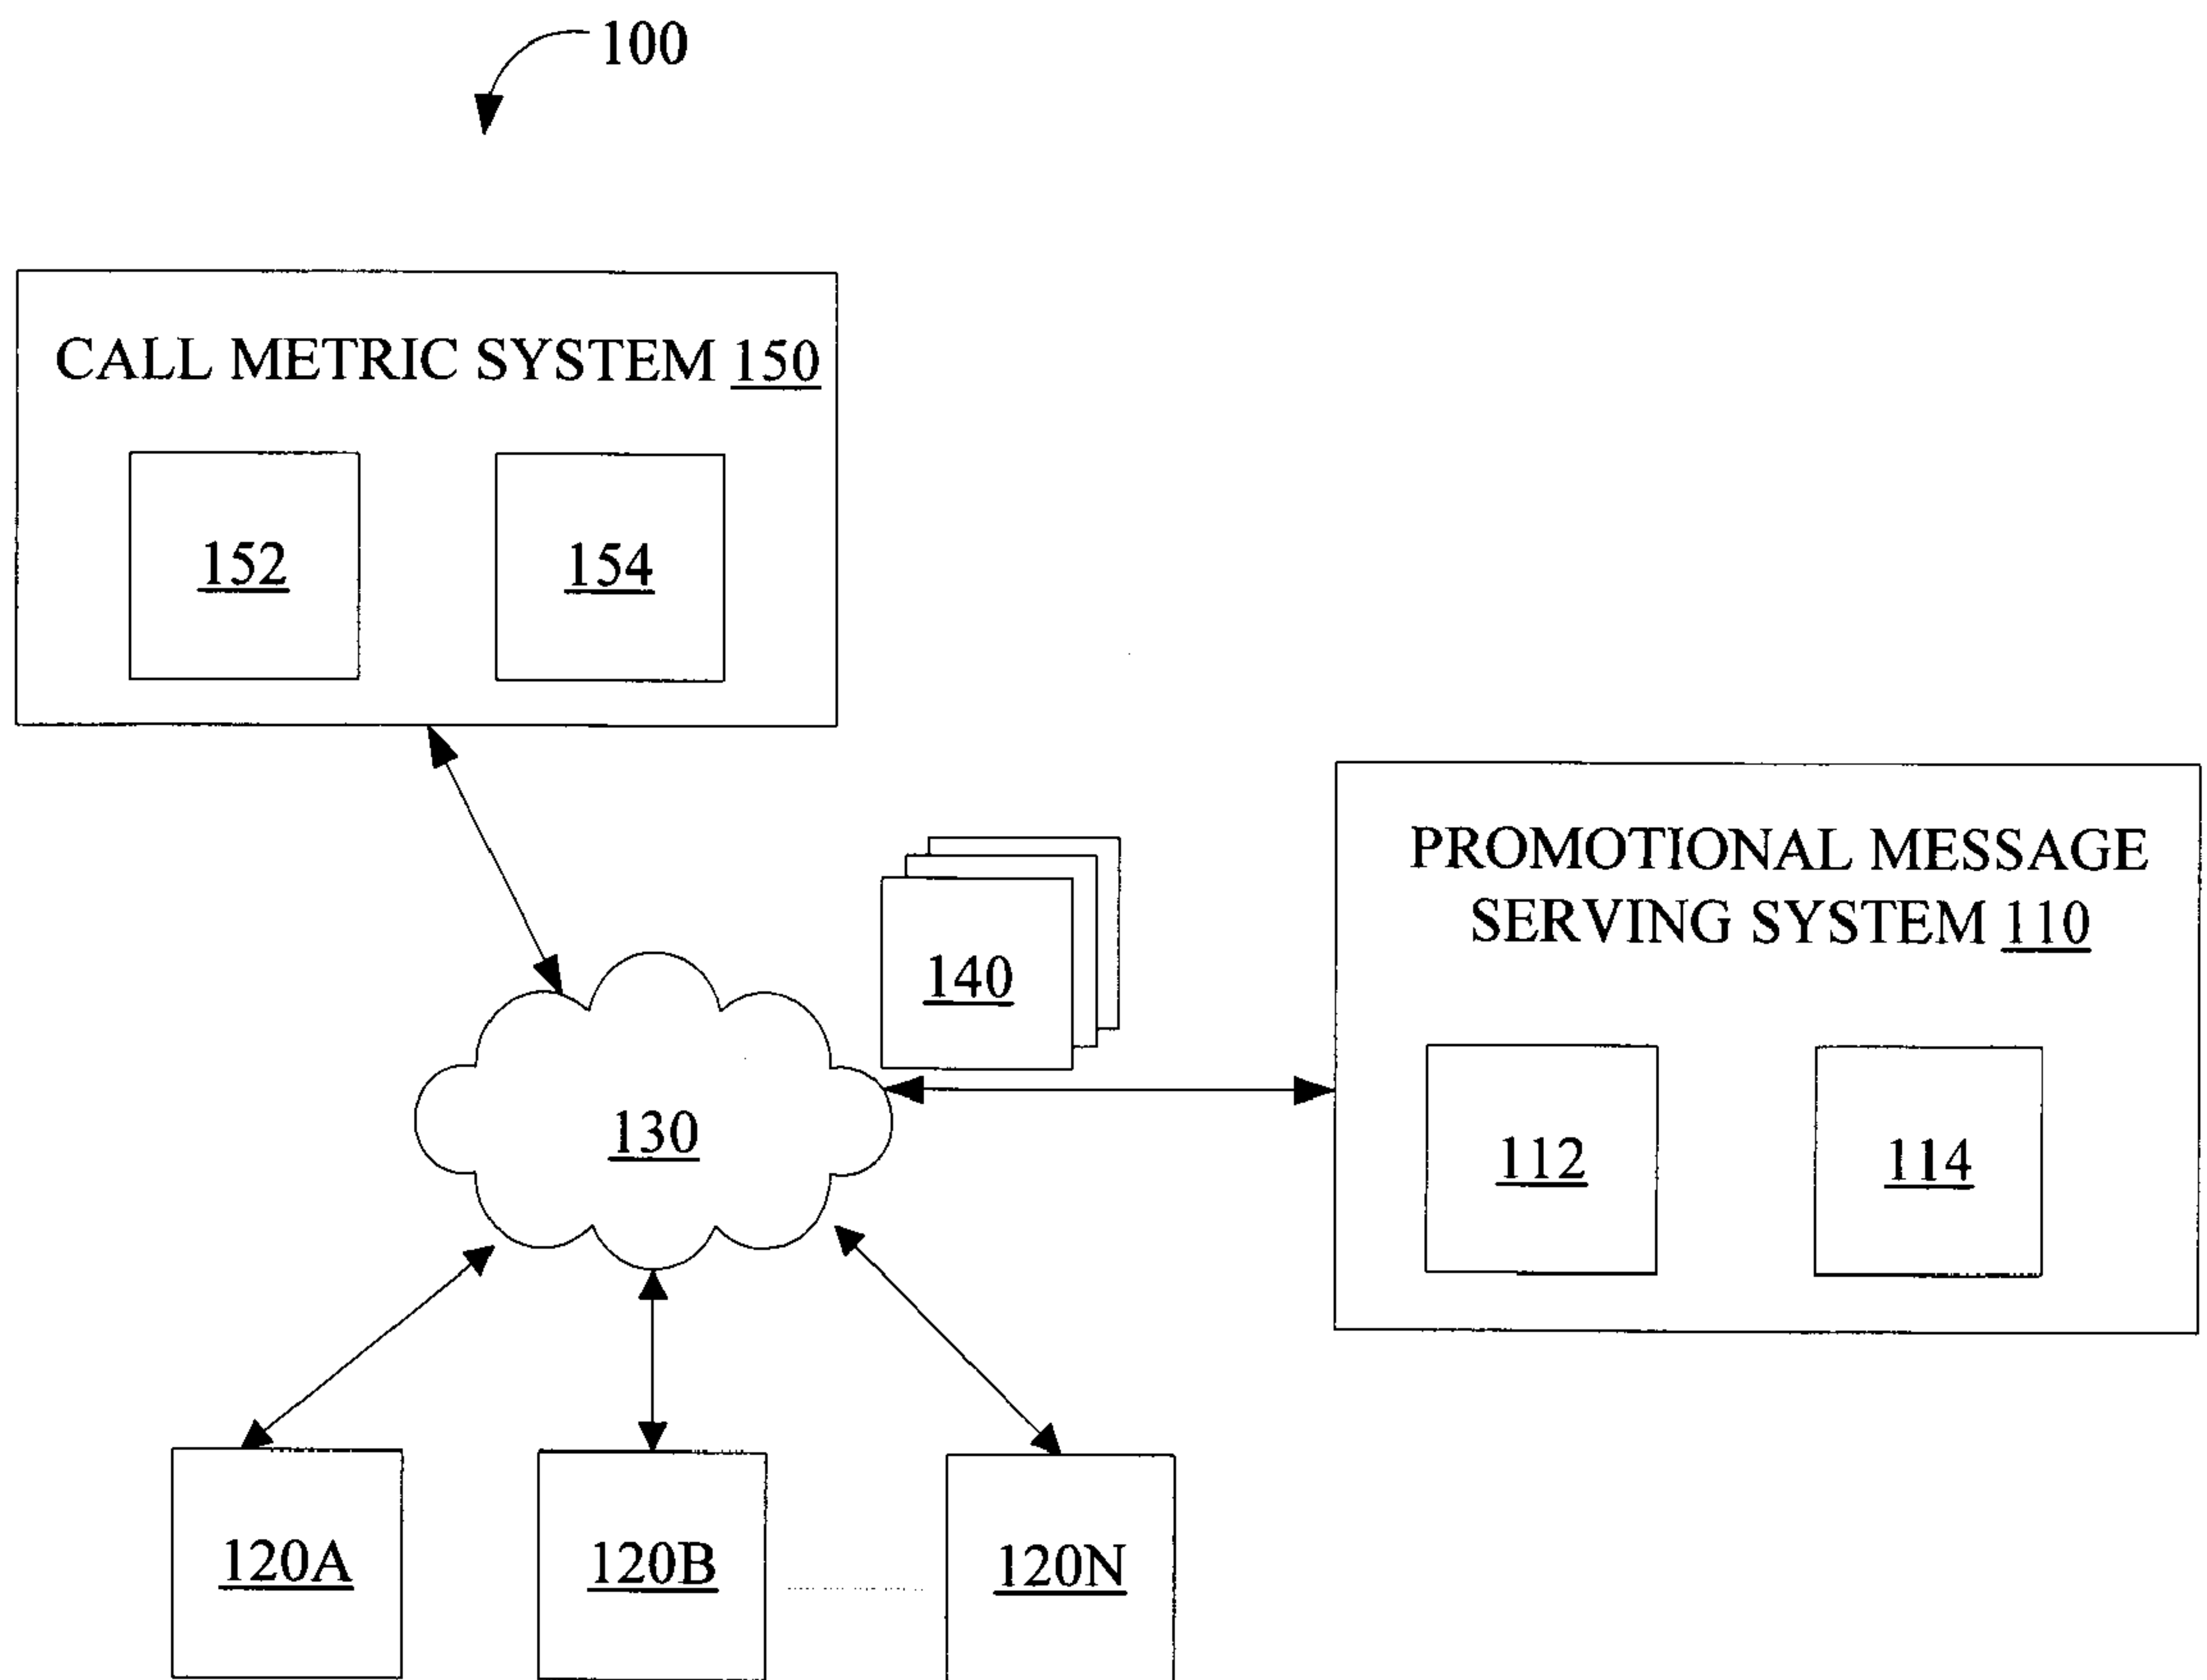 100
CALL METRIC SYSTEM 150
152
154
PROMOTIONAL MESSAGE
SERVING SYSTEM 110
140
130
112
114
120A
120B
120N